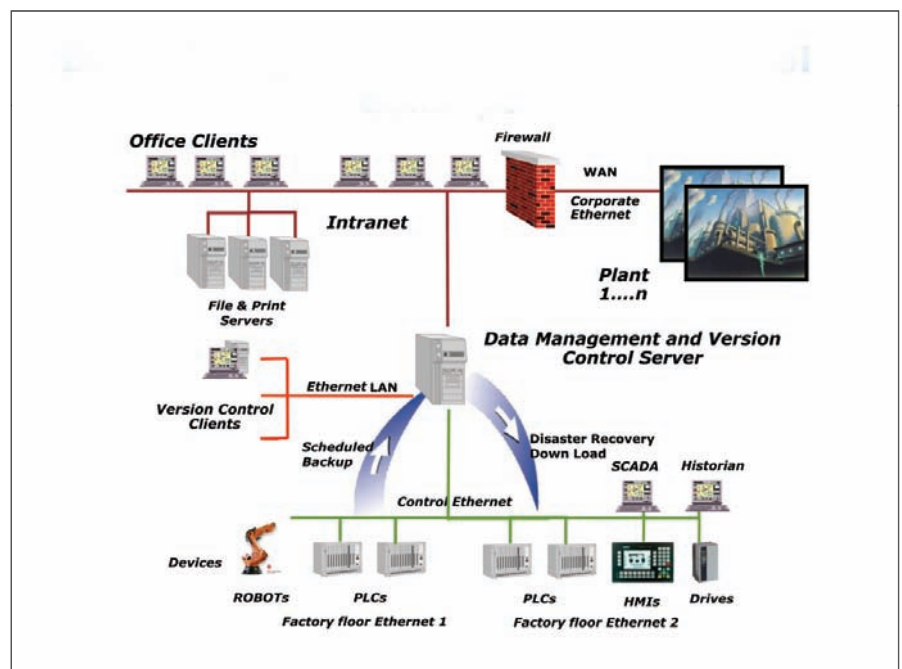 Office Clients
Firewall
WAN
Corporate
Ethernet
Intranet
Plant
1....n
File & Print
Servers
Data Management and Version
Control Server
Ethernet LAN
Version Control
Clients
Scheduled
Backup
Disaster Recovery
Down Load
SCADA
Historian
Control Ethernet
Devices
ROBOTs
PLCs
PLCs
HMIs
Drives
Factory floor Ethernet 1
Factory floor Ethernet 2